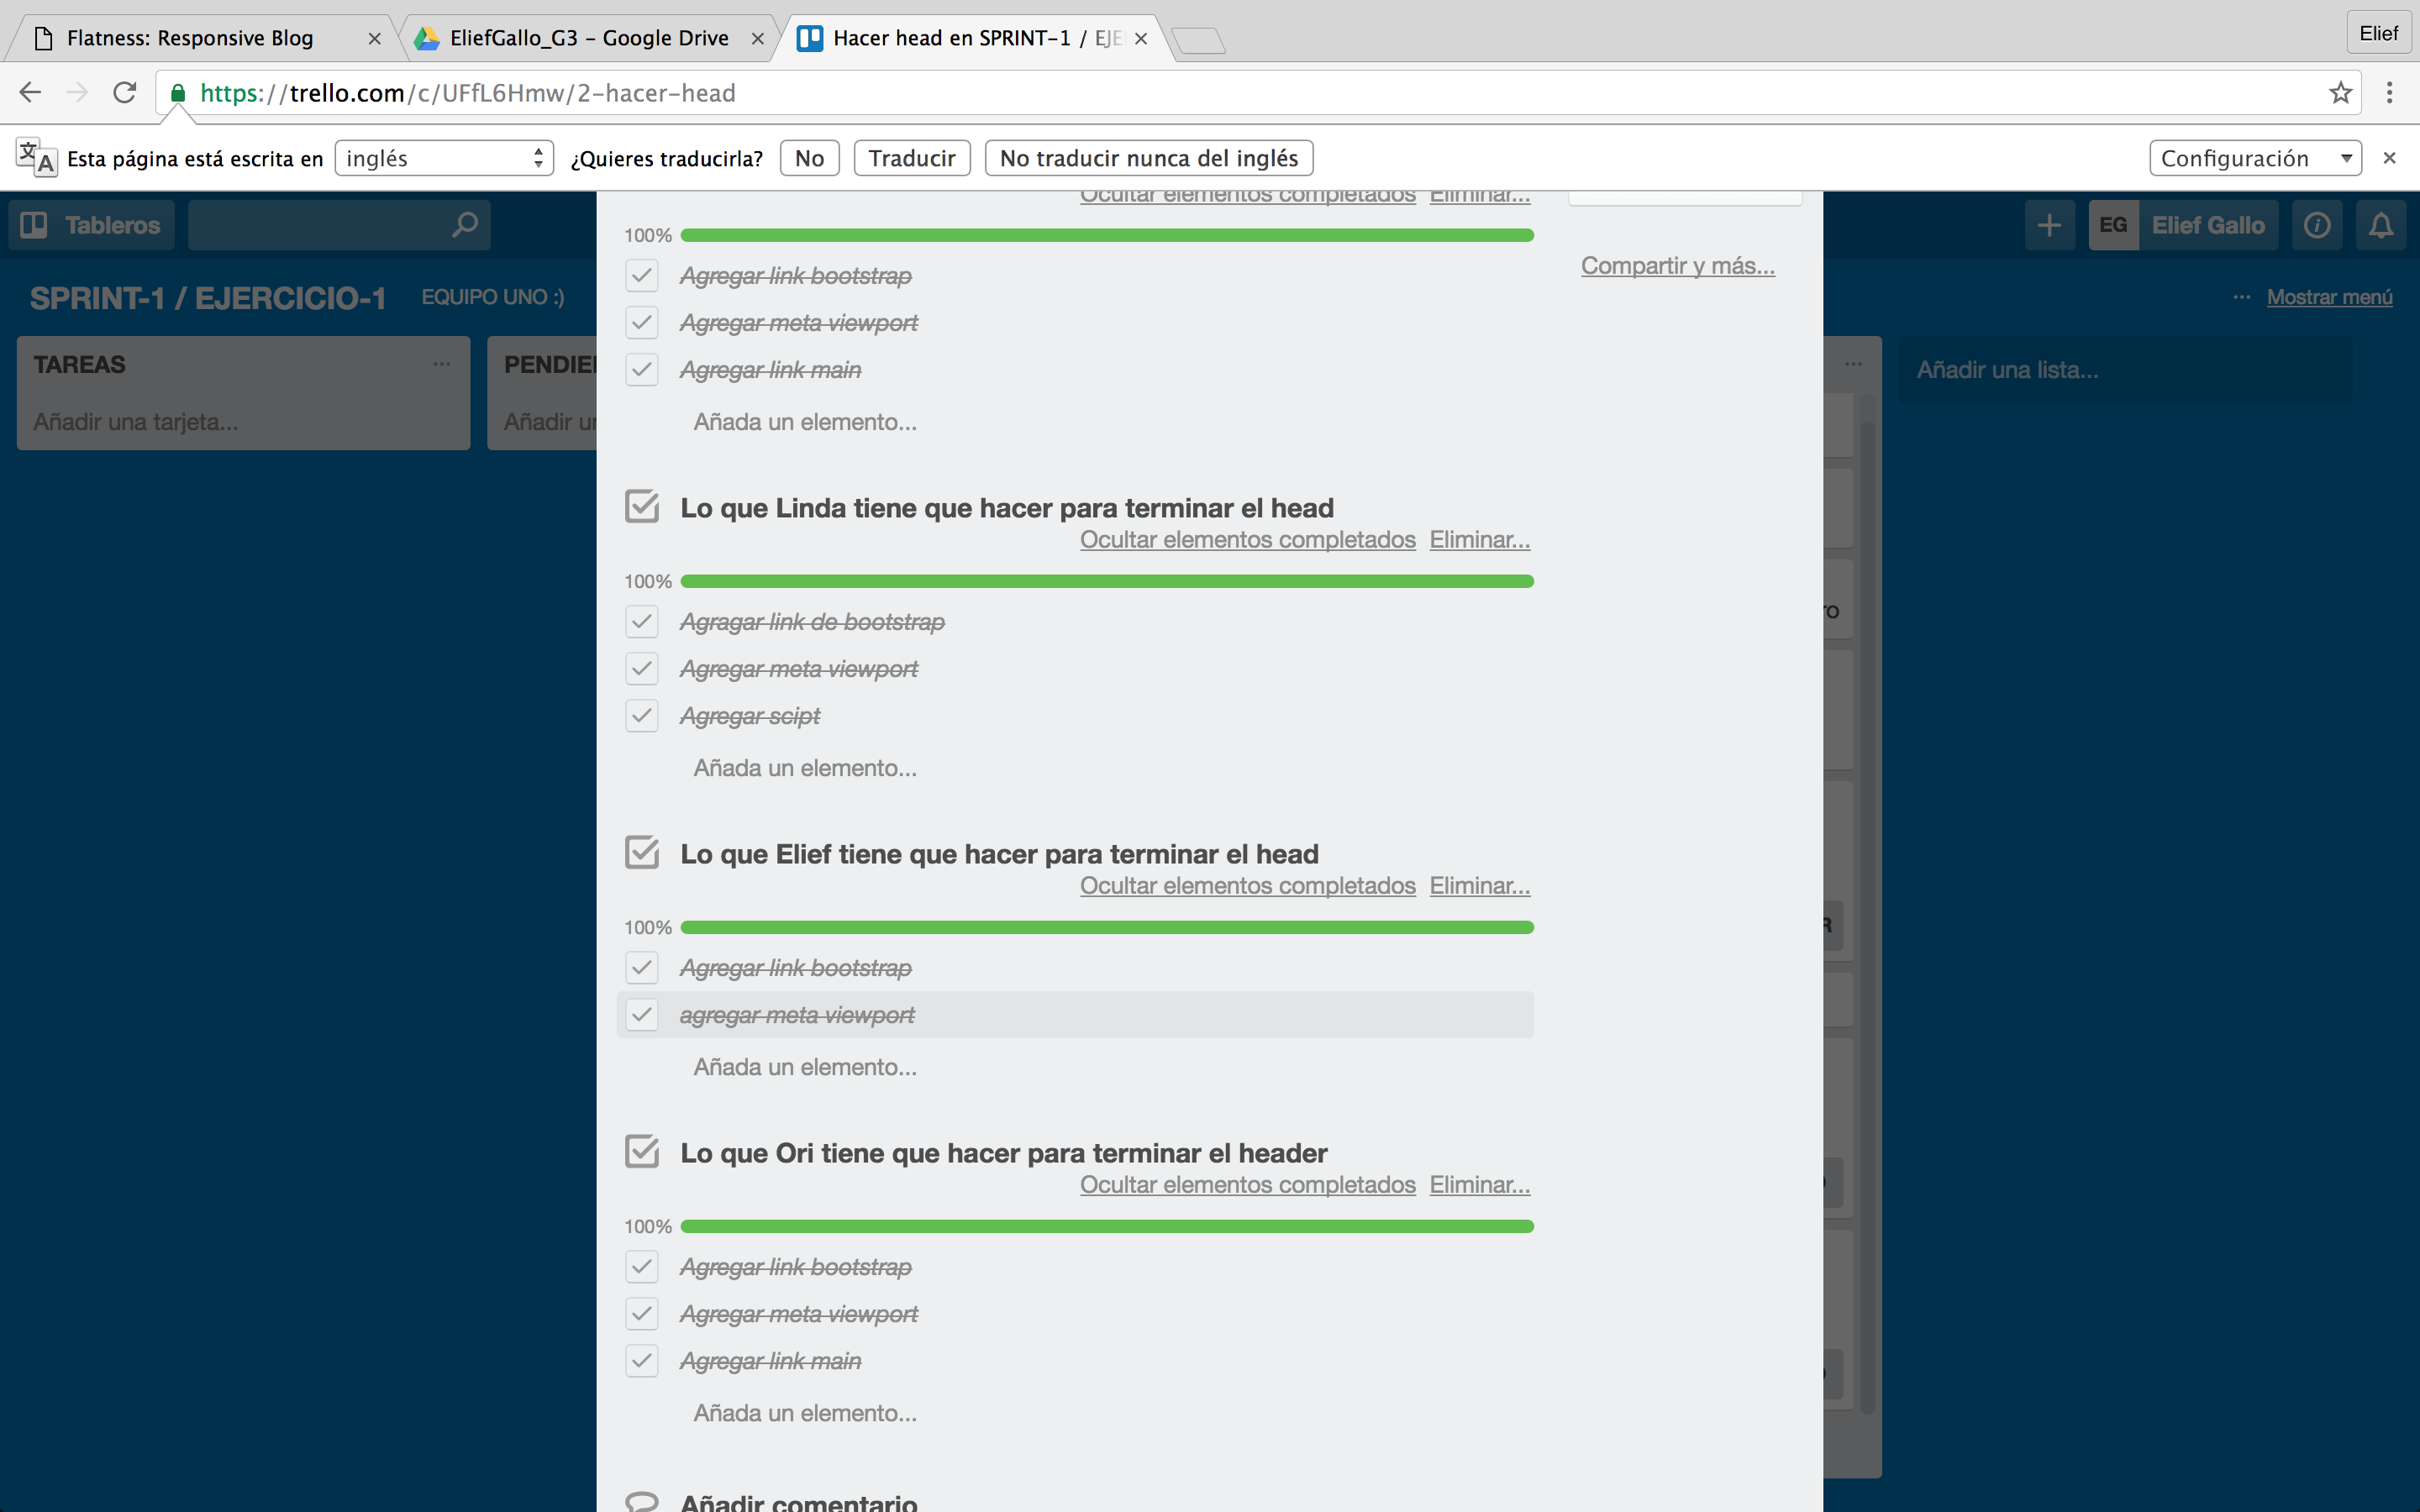 Flatness: Responsive Blog
EliefGallo_G3 – Google Drive
Hacer head en SPRINT-1 / EJE
Elief
https://trello.com/c/UFfL6Hmw/2-hacer-head
Esta página está escrita en inglés ¿Quieres traducirla? No Traducir No traducir nunca del inglés Configuración
Tableros
EG Elief Gallo
SPRINT-1 / EJERCICIO-1 EQUIPO UNO :)
... Mostrar menú
TAREAS ...
Añadir una tarjeta...
PENDIE
Añadir u
...
Añadir una lista...
Ocultar elementos completados Eliminar...
100%
Agregar link bootstrap
Agregar meta viewport
Agregar link main
Añada un elemento...
Compartir y más...
Lo que Linda tiene que hacer para terminar el head
Ocultar elementos completados Eliminar...
100%
Agragar link de bootstrap
Agregar meta viewport
Agregar scipt
Añada un elemento...
ro
Lo que Elief tiene que hacer para terminar el head
Ocultar elementos completados Eliminar...
100%
Agregar link bootstrap
agregar meta viewport
Añada un elemento...
R
Lo que Ori tiene que hacer para terminar el header
Ocultar elementos completados Eliminar...
100%
Agregar link bootstrap
Agregar meta viewport
Agregar link main
Añada un elemento...
Añadir comentario